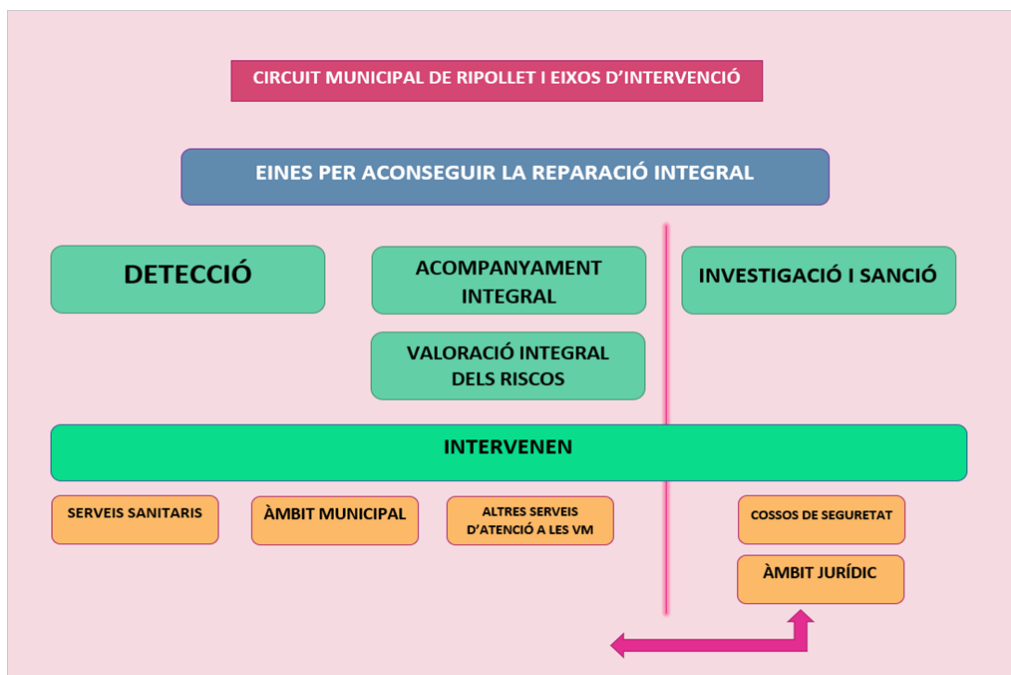 CIRCUIT MUNICIPAL DE RIPOLLET I EIXOS D'INTERVENCIÓ
EINES PER ACONSEGUIR LA REPARACIÓ INTEGRAL
DETECCIÓ
ACOMPANYAMENT
INTEGRAL
INVESTIGACIÓ I SANCIÓ
VALORACIÓ INTEGRAL
DELS RISCOS
INTERVENEN
SERVEIS SANITARIS
ÀMBIT MUNICIPAL
ALTRES SERVEIS
D'ATENCIÓ A LES VM
COSSOS DE SEGURETAT
ÀMBIT JURÍDIC